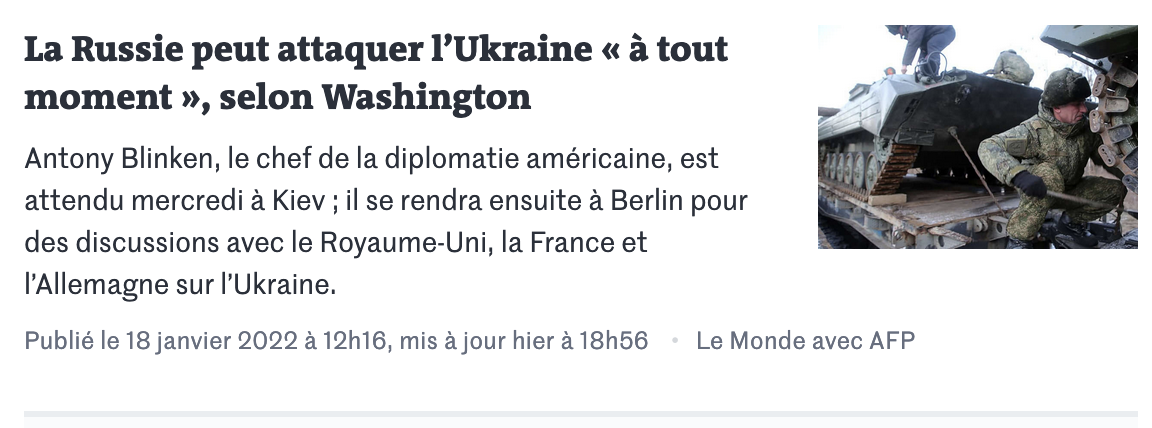 La Russie peut attaquer l’Ukraine « à tout
moment », selon Washington
Antony Blinken, le chef de la diplomatie américaine, est
attendu mercredi à Kiev ; il se rendra ensuite à Berlin pour
des discussions avec le Royaume-Uni, la France et
l’Allemagne sur l’Ukraine.
Publié le 18 janvier 2022 à 12h16, mis à jour hier à 18h56 • Le Monde avec AFP